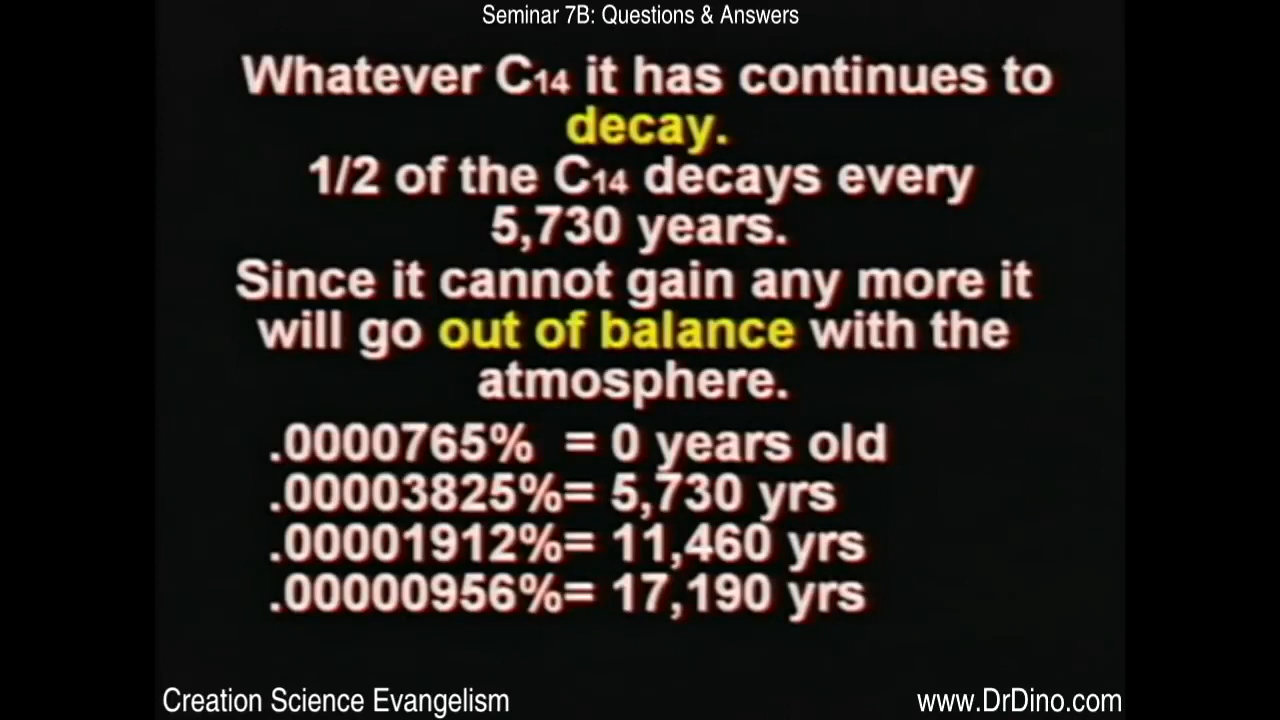 Seminar 7B: Questions & Answers
Whatever C14 it has continues to
decay.
1/2 of the C14 decays every
5,730 years.
Since it cannot gain any more it
will go out of balance with the
atmosphere.
.0000765% = 0 years old
.00003825%= 5,730 yrs
.00001912%= 11,460 yrs
.00000956%= 17,190 yrs
Creation Science Evangelism
www.DrDino.com